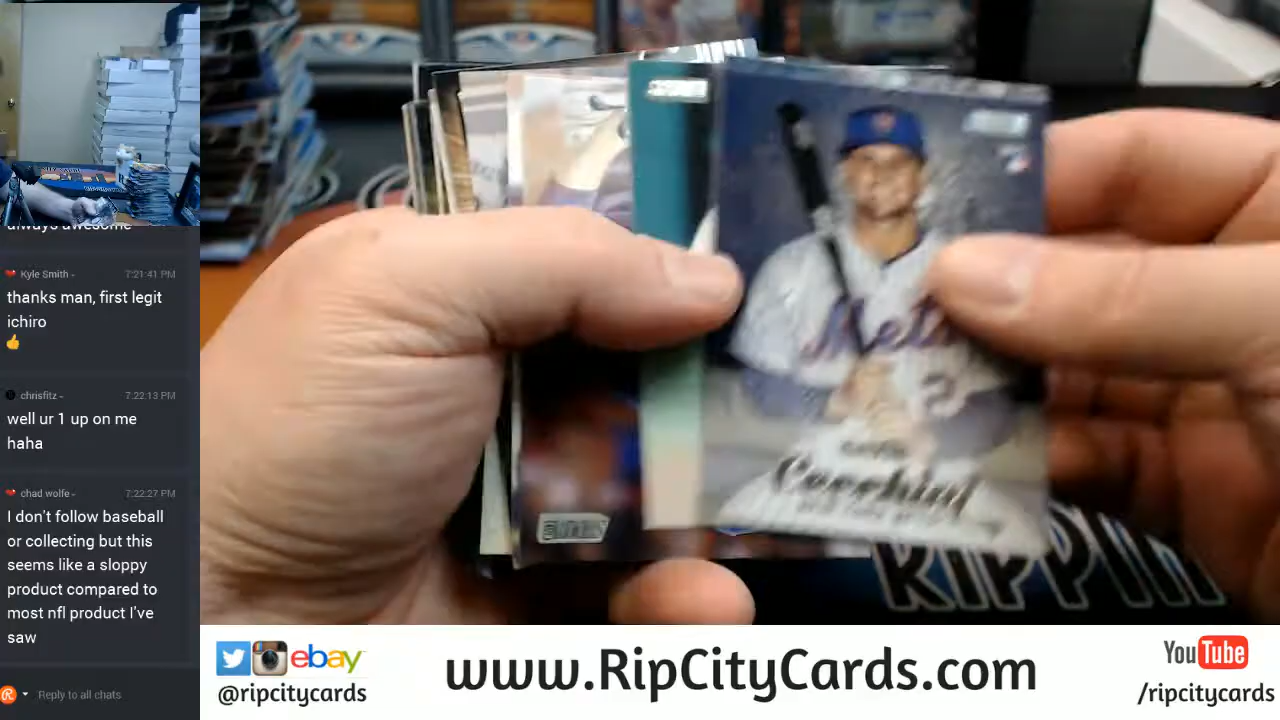 always awesome
Kyle Smith - 7:21:41 PM
thanks man, first legit
ichiro
chrisfitz - 7:22:13 PM
well ur 1 up on me
haha
chad wolfe - 7:22:27 PM
I don't follow baseball
or collecting but this
seems like a sloppy
product compared to
most nfl product I've
saw
Reply to all chats
Mets
2
Cecchini
RIPPIN
ebay
@ripcitycards
www.RipCityCards.com
YouTube
/ripcitycards